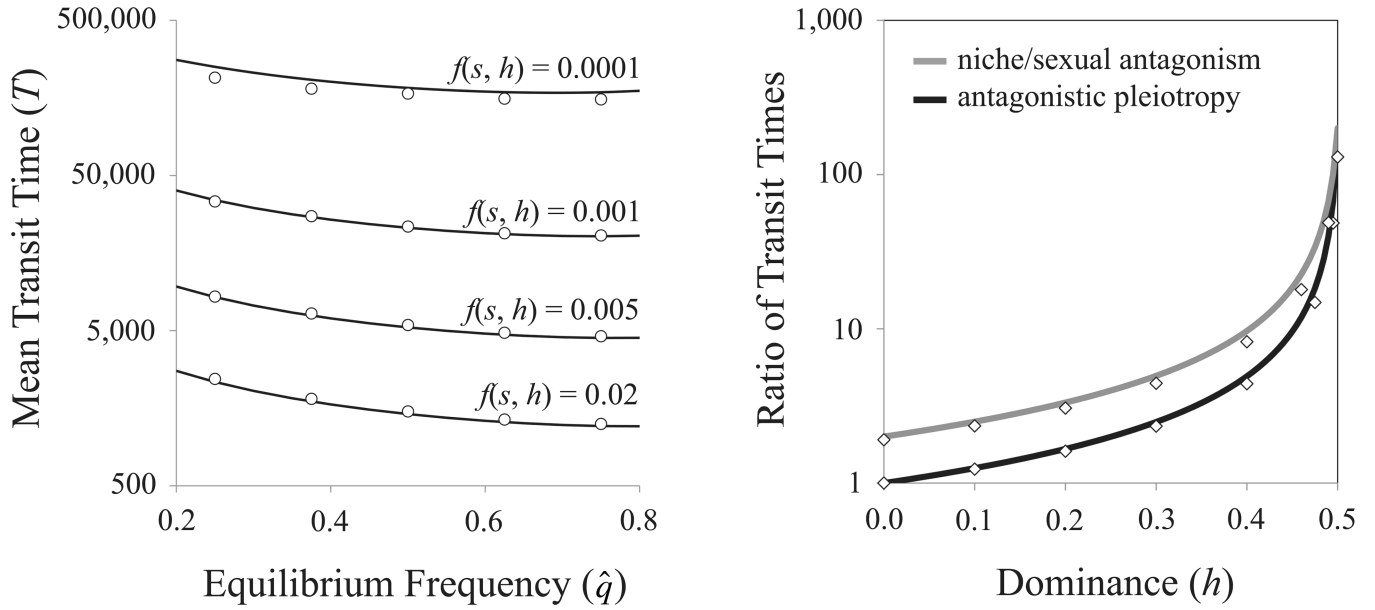 Mean Transit Time (T)
500,000
50,000
5,000
500
f(s, h) = 0.0001
f(s, h) = 0.001
f(s, h) = 0.005
f(s, h) = 0.02
0.2 0.4 0.6 0.8
Equilibrium Frequency (q̂)
Ratio of Transit Times
1,000
100
10
1
niche/sexual antagonism
antagonistic pleiotropy
0.0 0.1 0.2 0.3 0.4 0.5
Dominance (h)